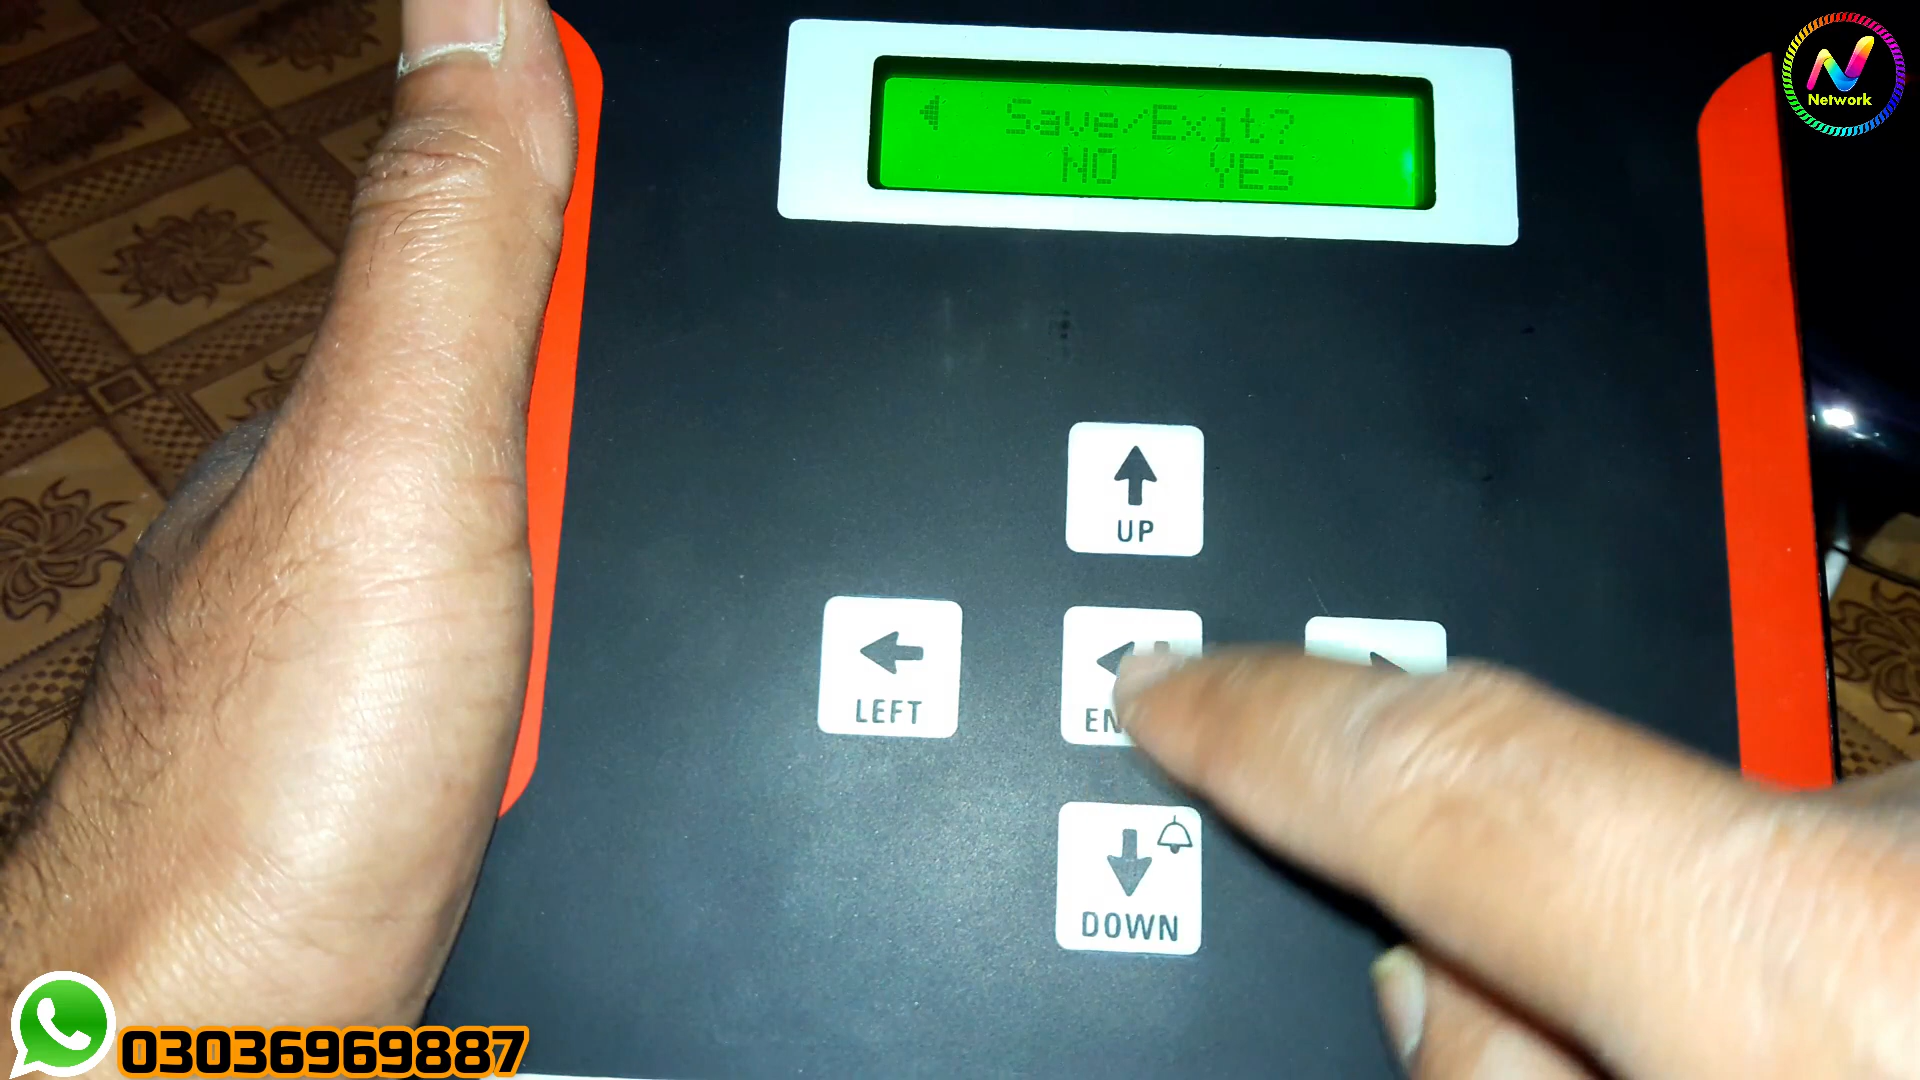 Network
Save/Exit?
NO YES
UP
LEFT
DOWN
03036969887